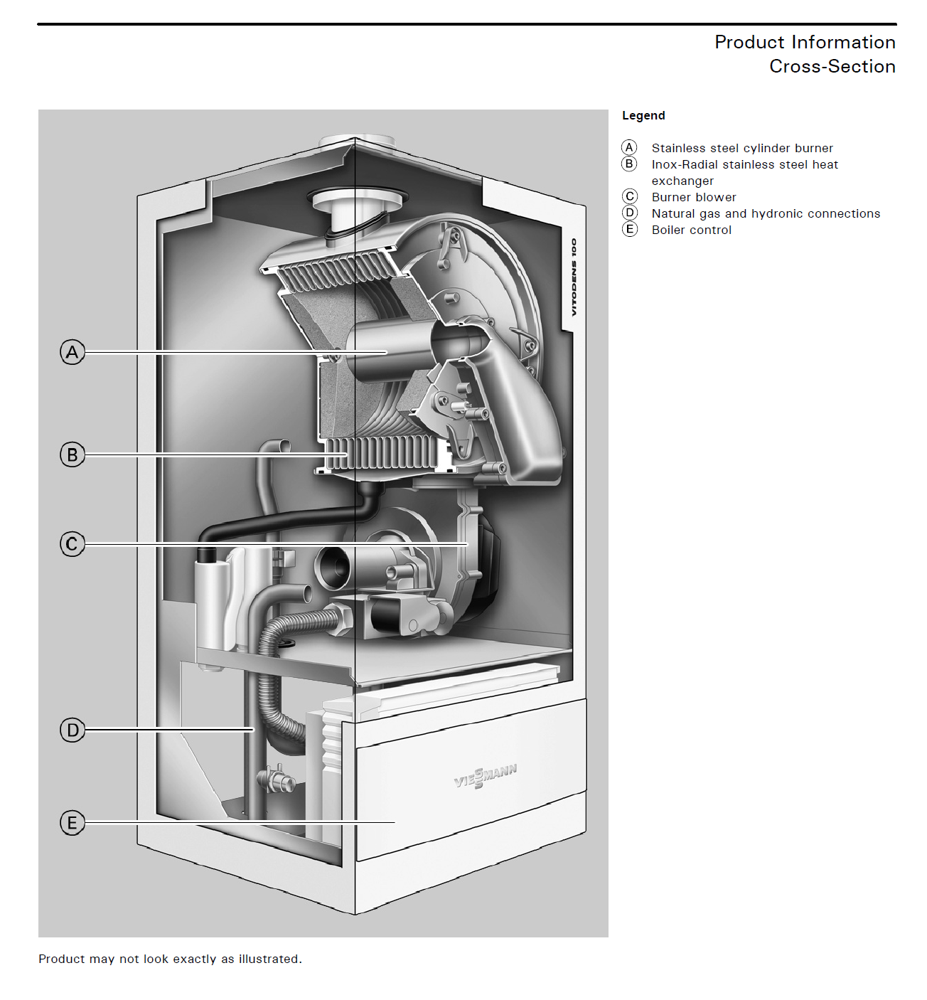 Product Information
Cross-Section
Legend
Ⓐ Stainless steel cylinder burner
Ⓑ Inox-Radial stainless steel heat
exchanger
Ⓒ Burner blower
Ⓓ Natural gas and hydronic connections
Ⓔ Boiler control
VITODENS 100
A
B
C
D
E
VIESSMANN
Product may not look exactly as illustrated.